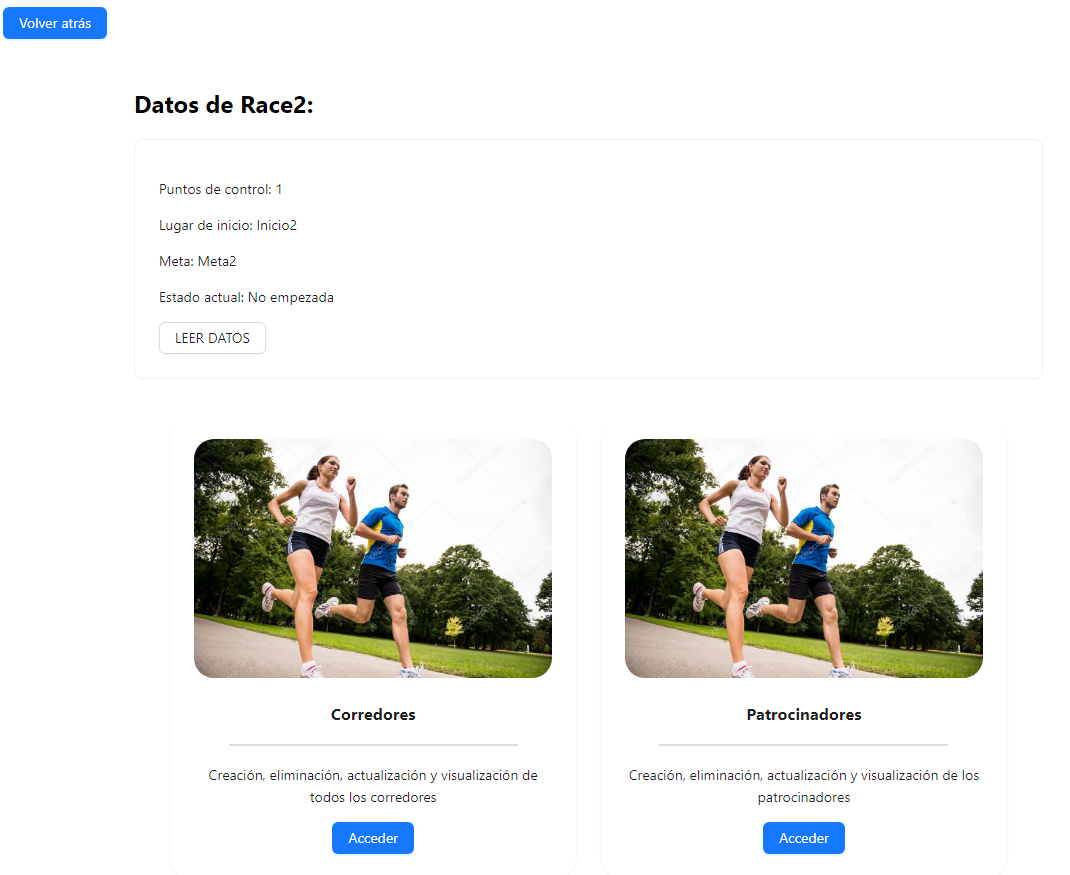 Volver atrás
Datos de Race2:
Puntos de control: 1
Lugar de inicio: Inicio2
Meta: Meta2
Estado actual: No empezada
LEER DATOS
Corredores
Creación, eliminación, actualización y visualización de
todos los corredores
Acceder
Patrocinadores
Creación, eliminación, actualización y visualización de los
patrocinadores
Acceder